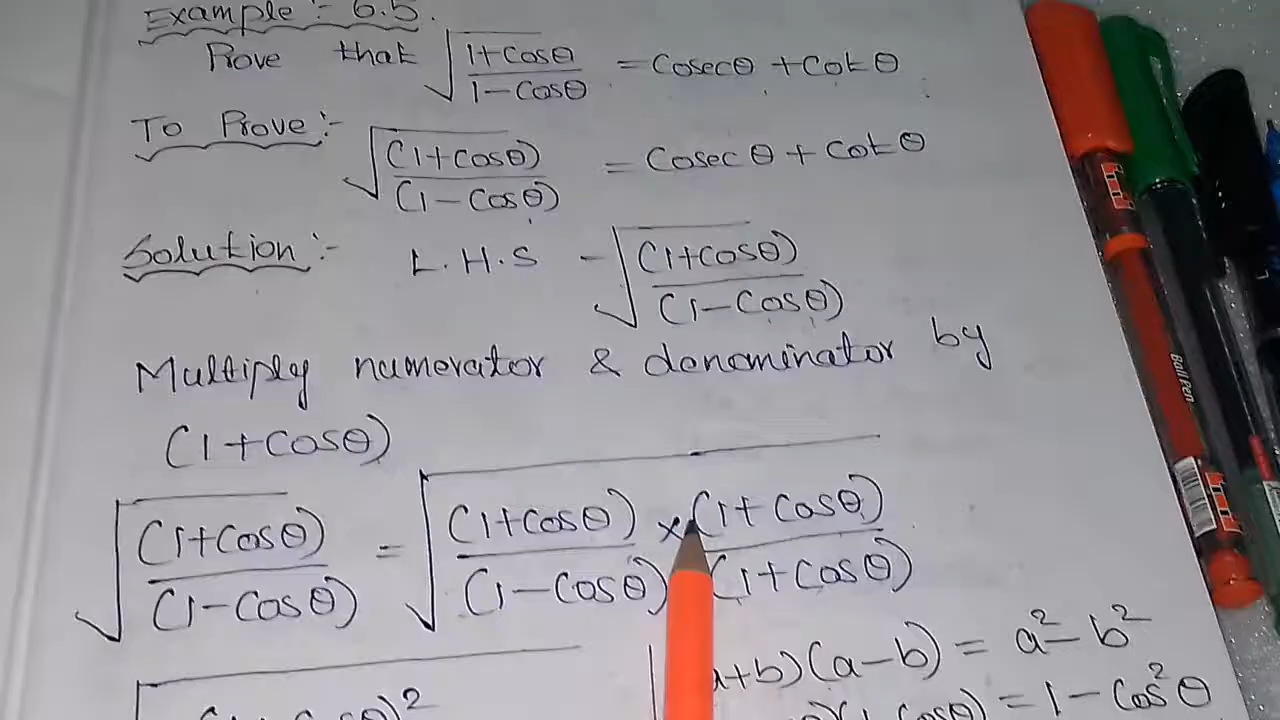 Example :- 6.5.
Prove that √(1+Cosθ / 1-Cosθ) = Cosecθ + Cotθ
To Prove :-
√((1+Cosθ) / (1-Cosθ)) = Cosecθ + Cotθ
Solution :- L.H.S - √((1+Cosθ) / (1-Cosθ))
Multiply numerator & denominator by
(1+Cosθ)
√((1+Cosθ) / (1-Cosθ)) = √((1+Cosθ) / (1-Cosθ) × (1+Cosθ) / (1+Cosθ))
+b)(a-b) = a²-b²
= 1-Cos²θ
Ball Pen